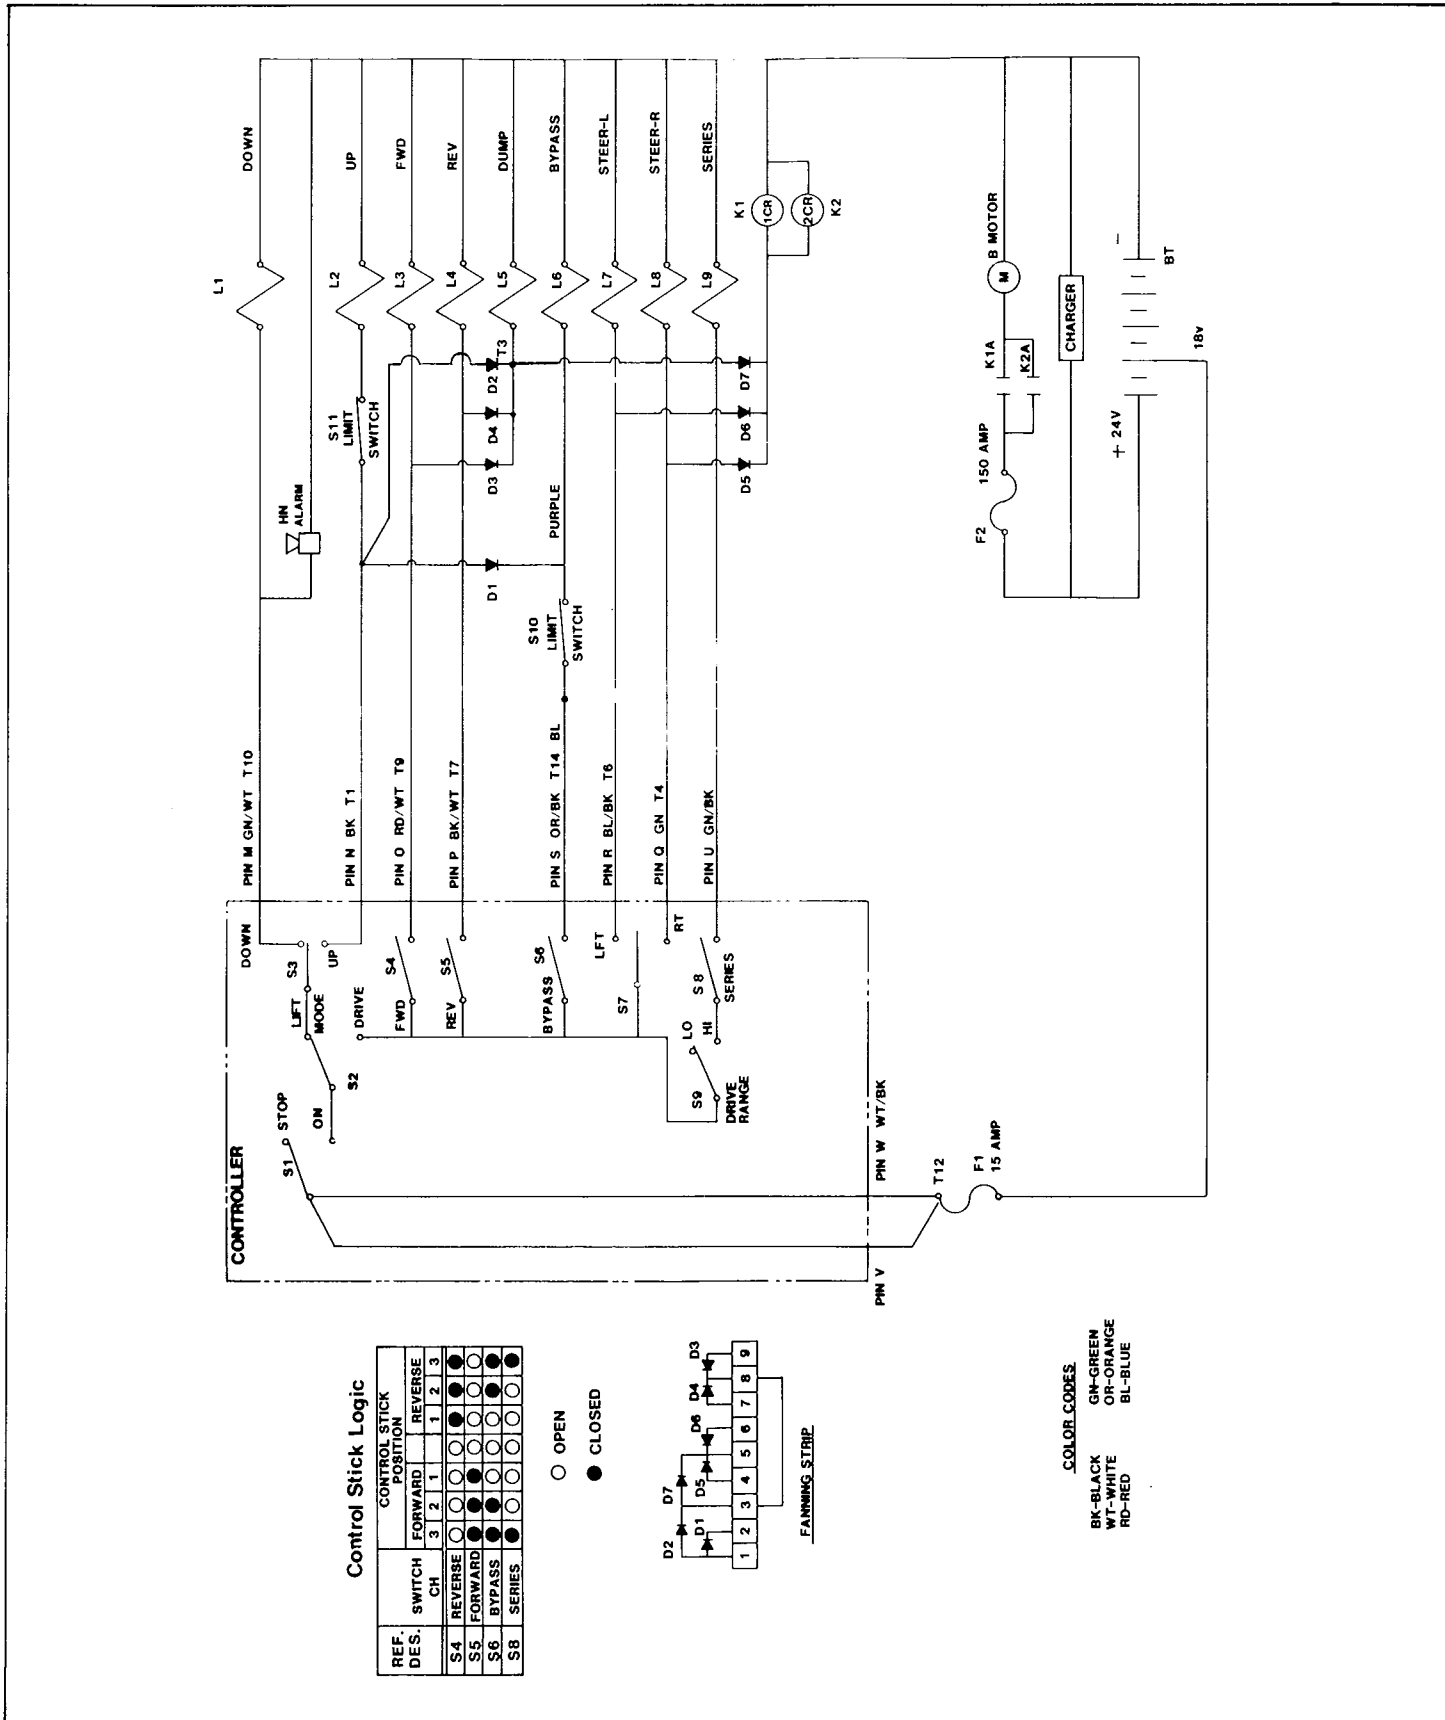 DOWN
UP
FWD
REV
DUMP
BYPASS
STEER-L
STEER-R
SERIES
L1
L2
L3
L4
L5
L6
L7
L8
L9
K1
1CR
2CR
K2
B MOTOR
M
K1A
K2A
CHARGER
−
BT
18v
+ 24V
150 AMP
F2
S11
LIMIT
SWITCH
HN
ALARM
T3
D2
D4
D3
D1
D7
D6
D5
PURPLE
S10
LIMIT
SWITCH
PIN M GN/WT T10
PIN N BK T1
PIN O RD/WT T9
PIN P BK/WT T7
PIN S OR/BK T14 BL
PIN R BL/BK T6
PIN Q GN T4
PIN U GN/BK
DOWN
S3
UP
LIFT
MODE
DRIVE
S2
ON
STOP
S1
CONTROLLER
S4
FWD
S5
REV
S6
BYPASS
LFT
S7
RT
S8
SERIES
LO
HI
S9
DRIVE
RANGE
PIN W WT/BK
PIN V
T12
F1
15 AMP
Control Stick Logic
REF. DES.
SWITCH CH
CONTROL STICK POSITION
FORWARD
REVERSE
3 2 1 1 2 3
S4 REVERSE
S5 FORWARD
S6 BYPASS
S8 SERIES
OPEN
CLOSED
D2
D1
D7
D5
D6
D4
D3
1 2 3 4 5 6 7 8 9
FANNING STRIP
COLOR CODES
BK-BLACK GN-GREEN
WT-WHITE OR-ORANGE
RD-RED BL-BLUE